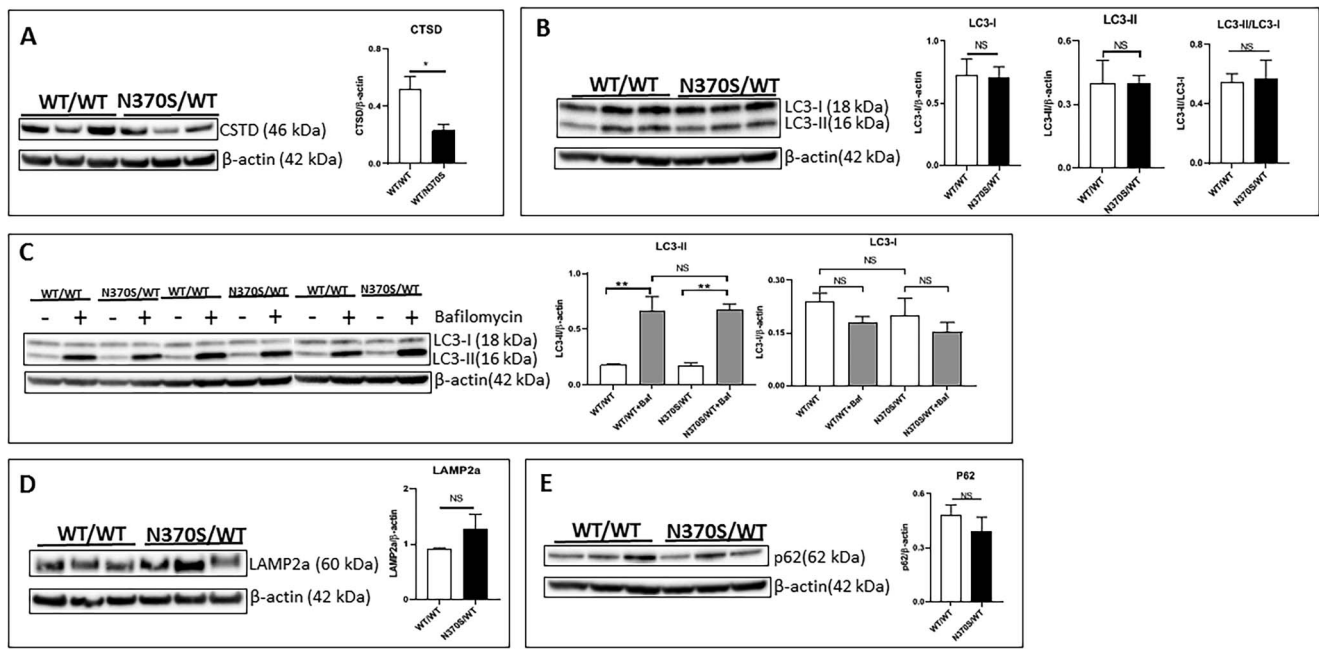 A
WT/WT N370S/WT
CSTD (46 kDa)
β-actin (42 kDa)
CTSD
*
CTSD/β-actin
0.8
0.4
0.0
WT/WT
WT/N370S
B
WT/WT N370S/WT
LC3-I (18 kDa)
LC3-II(16 kDa)
β-actin(42 kDa)
LC3-I
NS
LC3-I/β-actin
1.0
0.5
0.0
WT/WT
N370S/WT
LC3-II
NS
LC3-II/β-actin
0.6
0.4
0.2
0.0
WT/WT
N370S/WT
LC3-II/LC3-I
NS
LC3-II/LC3-I
0.8
0.4
0.0
WT/WT
N370S/WT
C
WT/WT N370S/WT WT/WT N370S/WT WT/WT N370S/WT
- + - + - + - + - + - +
Bafilomycin
LC3-I (18 kDa)
LC3-II(16 kDa)
β-actin(42 kDa)
LC3-II
NS
** **
LC3-II/β-actin
1.0
0.5
0.0
WT/WT
WT/WT+Baf
N370S/WT
N370S/WT+Baf
LC3-I
NS
NS NS
LC3-I/β-actin
0.30
0.15
0.00
WT/WT
WT/WT+Baf
N370S/WT
N370S/WT+Baf
D
WT/WT N370S/WT
LAMP2a (60 kDa)
β-actin (42 kDa)
LAMP2a
NS
LAMP2a/β-actin
2
1
0
WT/WT
N370S/WT
E
WT/WT N370S/WT
p62(62 kDa)
β-actin(42 kDa)
P62
NS
p62/β-actin
0.6
0.3
0.0
WT/WT
N370S/WT